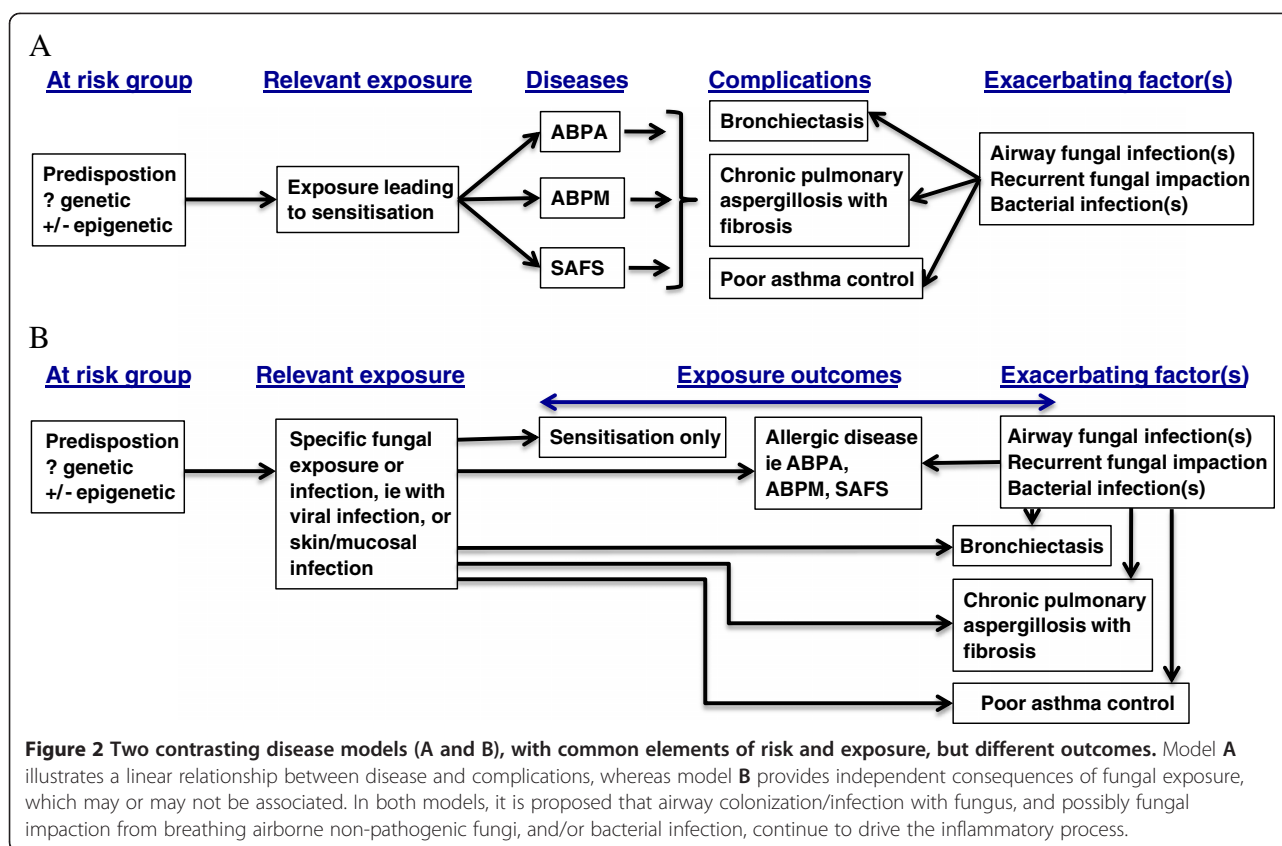 A
At risk group Relevant exposure Diseases Complications Exacerbating factor(s)
Predispostion
? genetic
+/- epigenetic
Exposure leading
to sensitisation
ABPA
ABPM
SAFS
Bronchiectasis
Chronic pulmonary
aspergillosis with
fibrosis
Poor asthma control
Airway fungal infection(s)
Recurrent fungal impaction
Bacterial infection(s)
B
At risk group Relevant exposure Exposure outcomes Exacerbating factor(s)
Predispostion
? genetic
+/- epigenetic
Specific fungal
exposure or
infection, ie with
viral infection, or
skin/mucosal
infection
Sensitisation only
Allergic disease
ie ABPA,
ABPM, SAFS
Airway fungal infection(s)
Recurrent fungal impaction
Bacterial infection(s)
Bronchiectasis
Chronic pulmonary
aspergillosis with
fibrosis
Poor asthma control
Figure 2 Two contrasting disease models (A and B), with common elements of risk and exposure, but different outcomes. Model A
illustrates a linear relationship between disease and complications, whereas model B provides independent consequences of fungal exposure,
which may or may not be associated. In both models, it is proposed that airway colonization/infection with fungus, and possibly fungal
impaction from breathing airborne non-pathogenic fungi, and/or bacterial infection, continue to drive the inflammatory process.